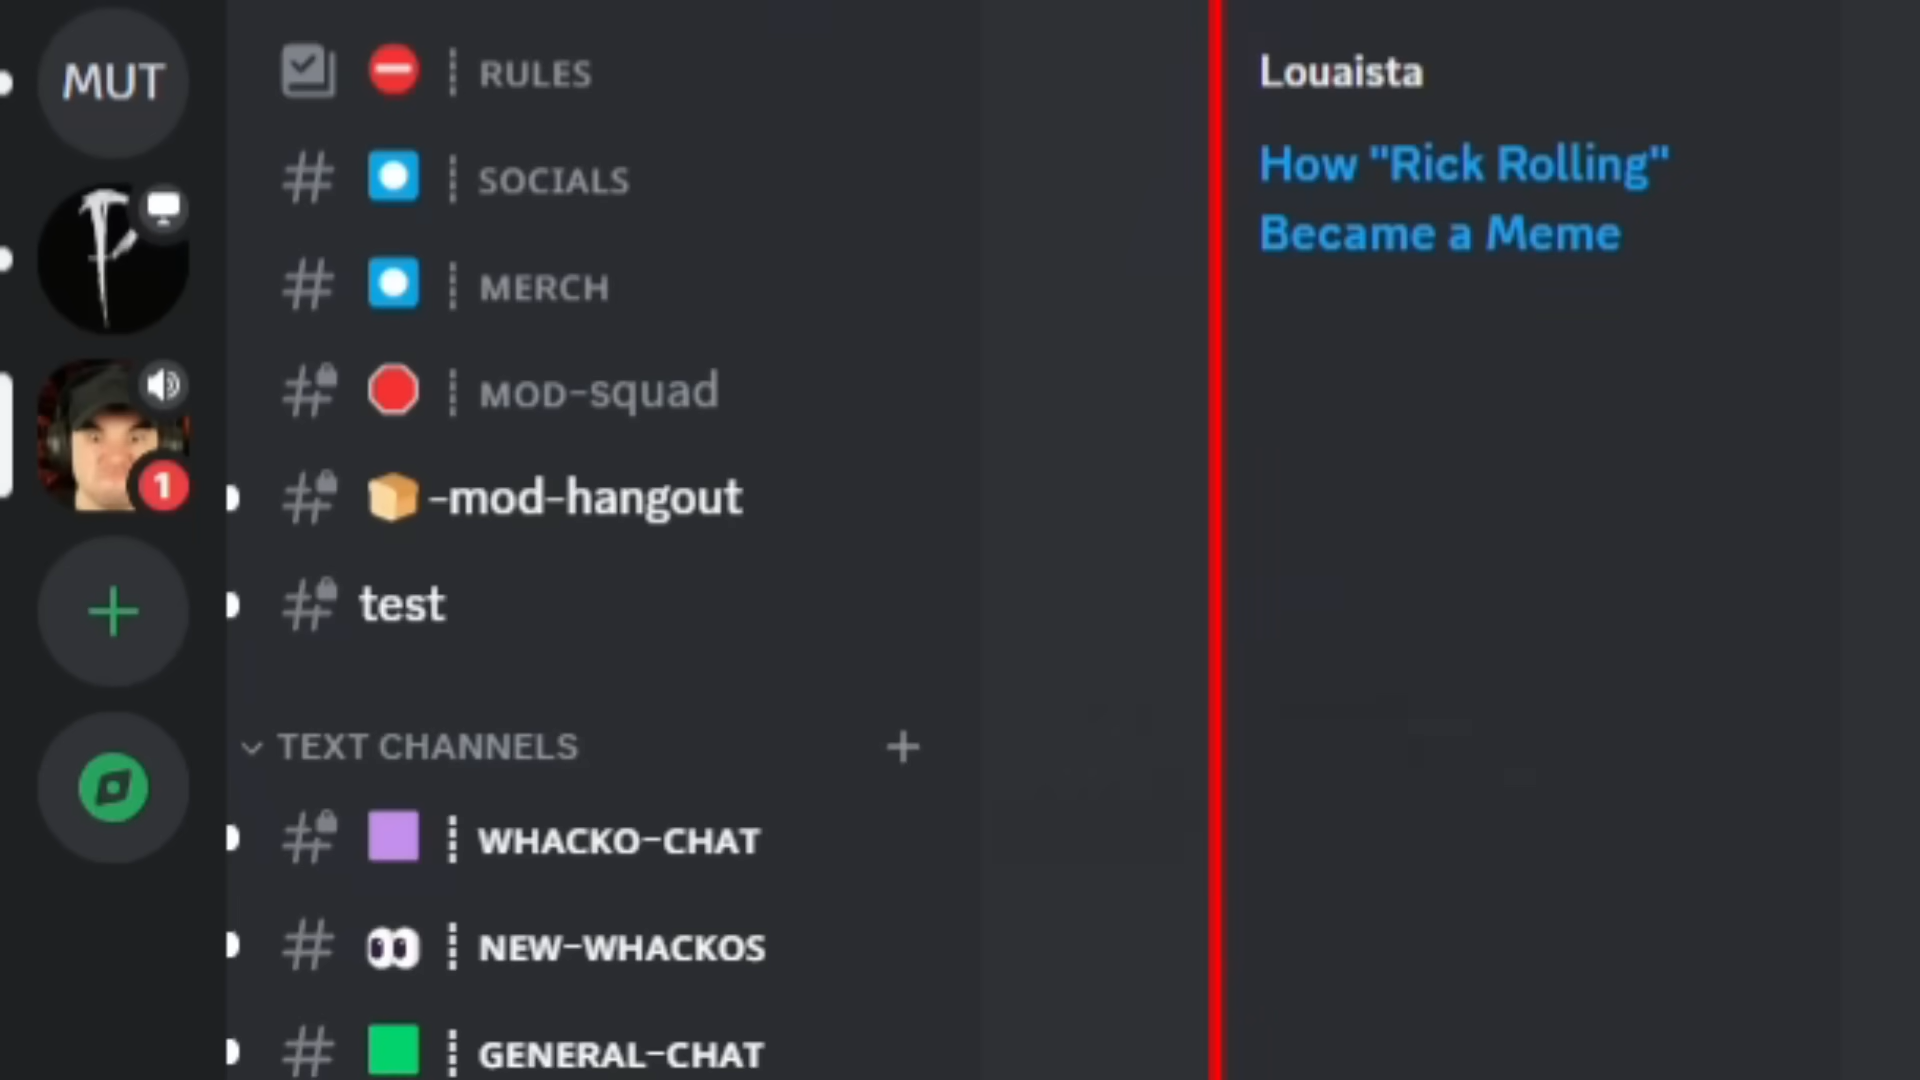 MUT
1
RULES
SOCIALS
MERCH
MOD-squad
-mod-hangout
test
TEXT CHANNELS
WHACKO-CHAT
NEW-WHACKOS
GENERAL-CHAT
Louaista
How "Rick Rolling"
Became a Meme